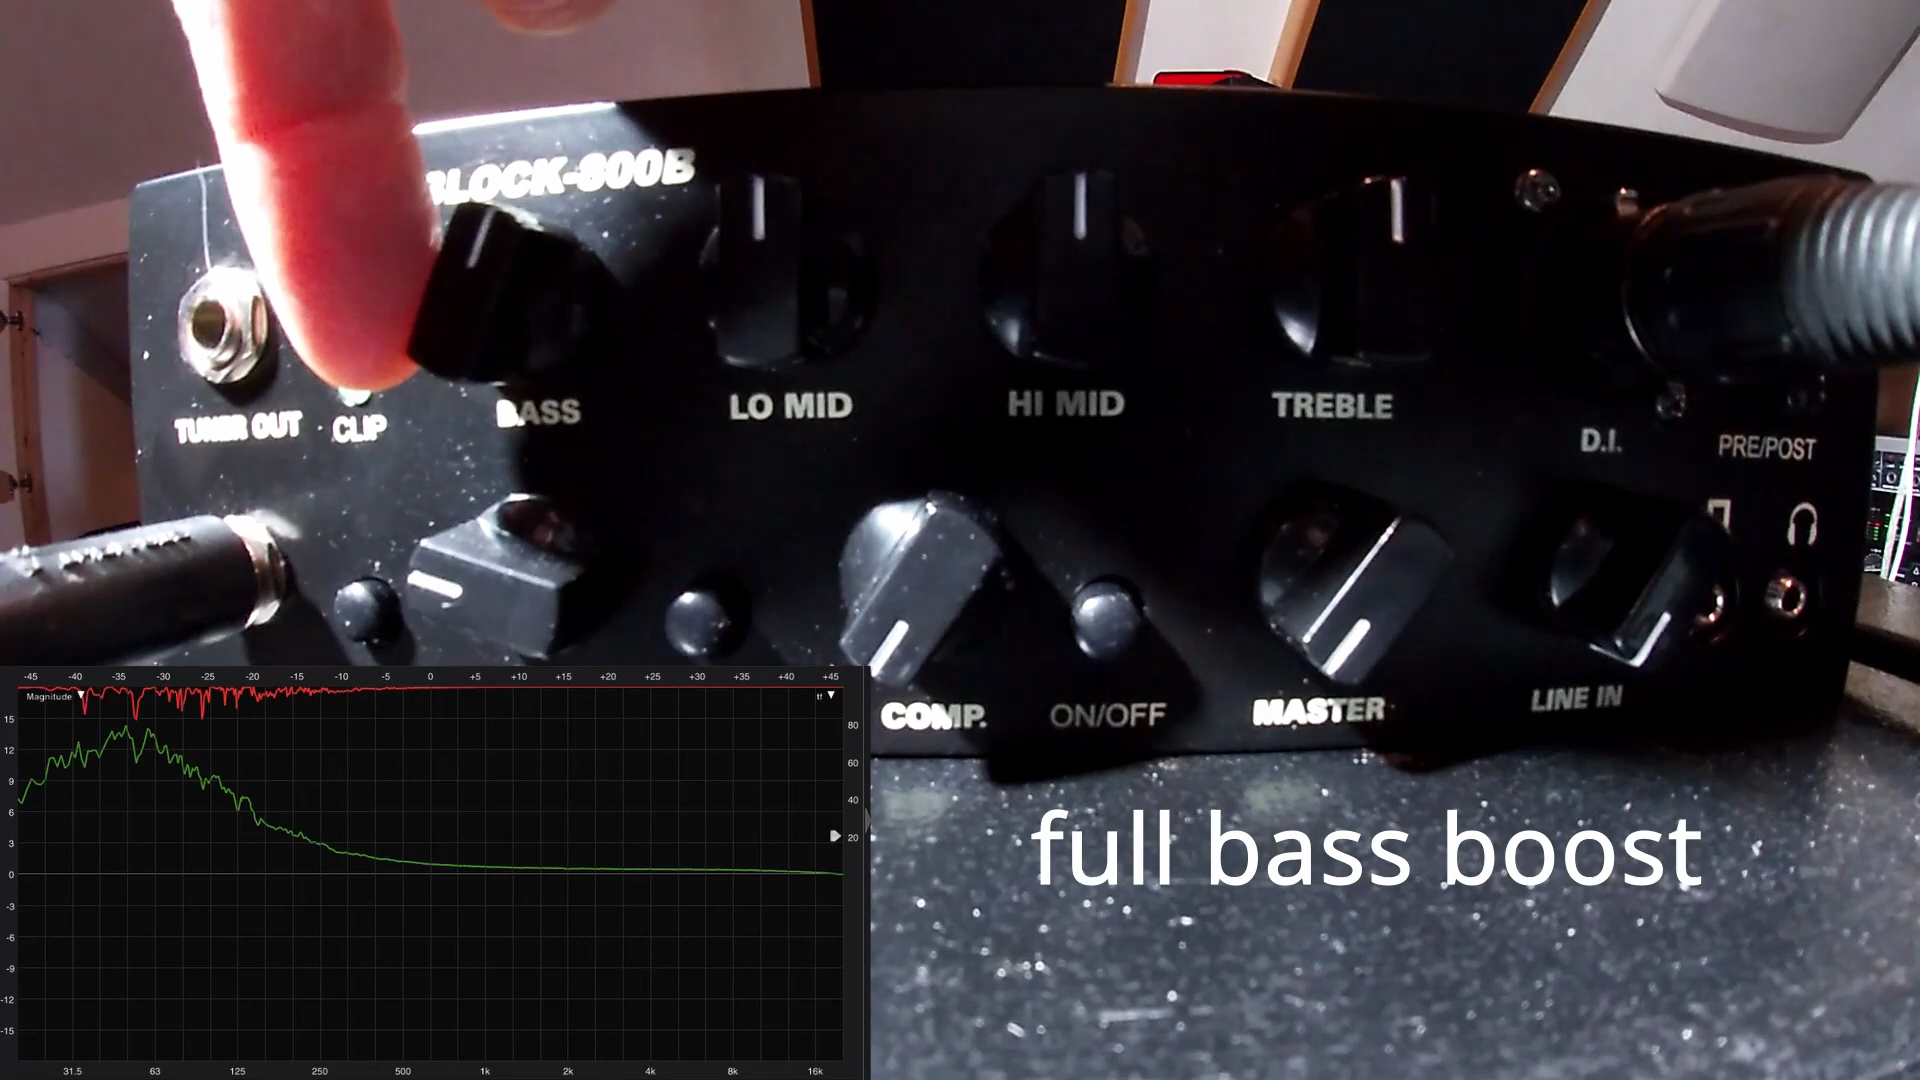 BLOCK-800B
TUNER OUT
CLIP
BASS
LO MID
HI MID
TREBLE
D.I.
PRE/POST
COMP.
ON/OFF
MASTER
LINE IN
-45 -40 -35 -30 -25 -20 -15 -10 -5 0 +5 +10 +15 +20 +25 +30 +35 +40 +45
Magnitude
tf
15
12
9
6
3
0
-3
-6
-9
-12
-15
80
60
40
20
31.5 63 125 250 500 1k 2k 4k 8k 16k
full bass boost